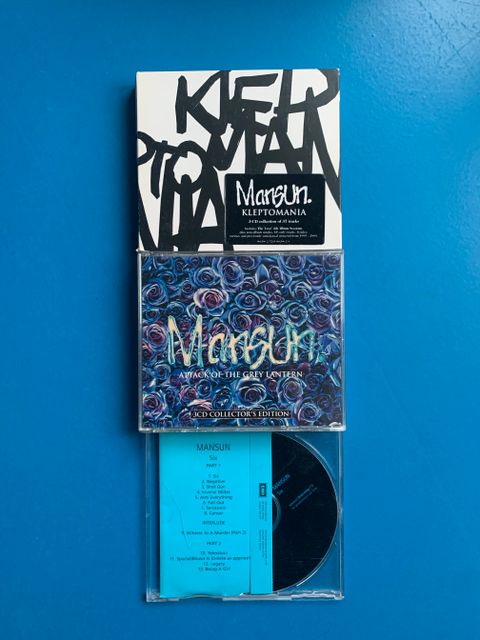 KLEPTOMANIA
Mansun.
KLEPTOMANIA
3-CD collection of 35 tracks
Mansun.
ATTACK OF THE GREY LANTERN
3CD COLLECTOR'S EDITION
MANSUN
Six
PART 1
1. Six
2. Negative
3. Shot Gun
4. Inverse Midas
5. Anti Everything
6. Fall Out
7. Serotonin
8. Cancer
INTERLUDE
9. Witness To A Murder (Part 2)
PART 2
10. Television
11. Special/Blown It (Delete as appropriate)
12. Legacy
13. Being A Girl
MANSUN
Six